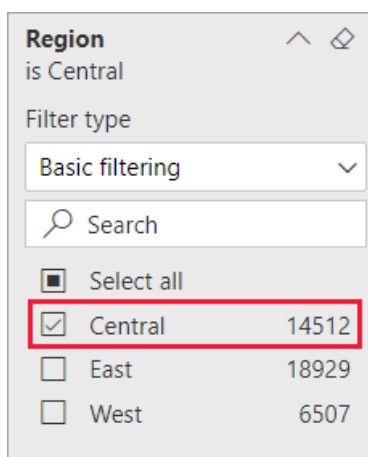 Region
is Central
Filter type
Basic filtering
Search
Select all
Central 14512
East 18929
West 6507